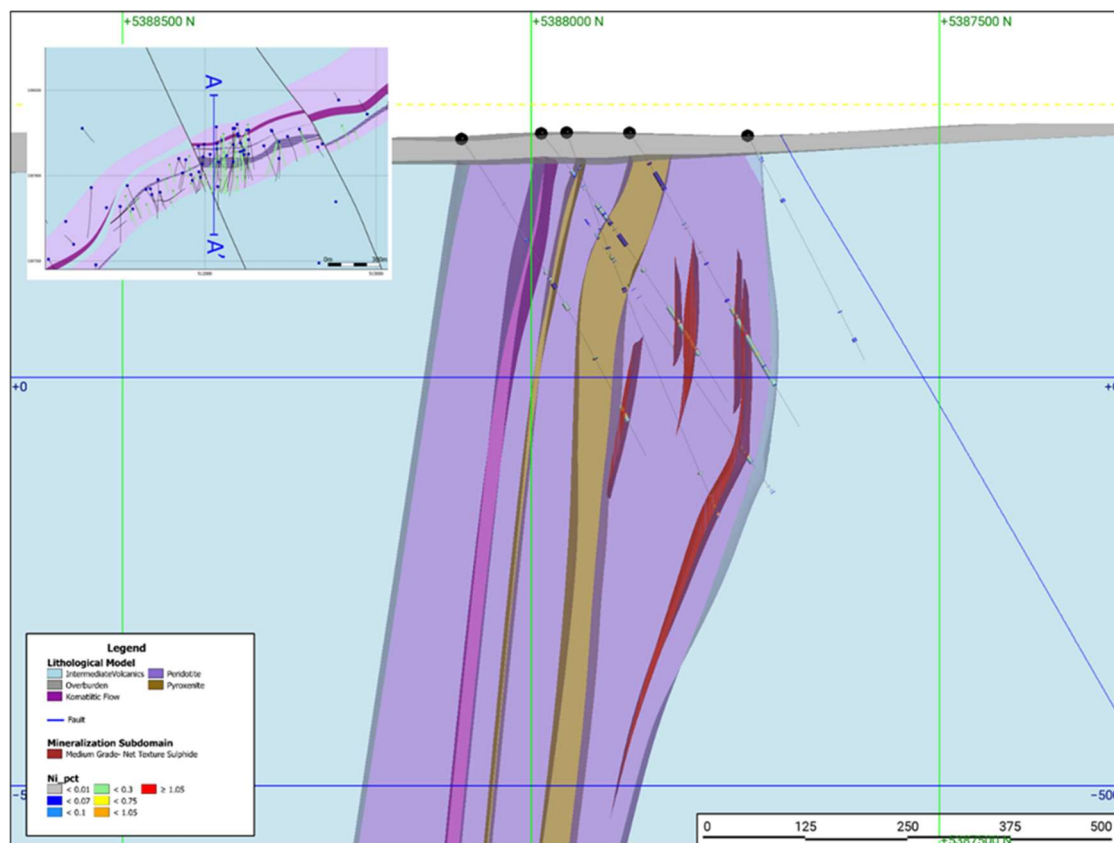 +5388500 N
+5388000 N
+5387500 N
A
A'
0m
+0
Legend
Lithological Model
IntermediateVolcanics
Peridotite
Overburden
Pyroxenite
Komatiitic Flow
Fault
Mineralization Subdomain
Medium Grade- Net Texture Sulphide
Ni_pct
< 0.01
< 0.3
≥ 1.05
< 0.07
< 0.75
< 0.1
< 1.05
0
125
250
375
500
+5387500 N